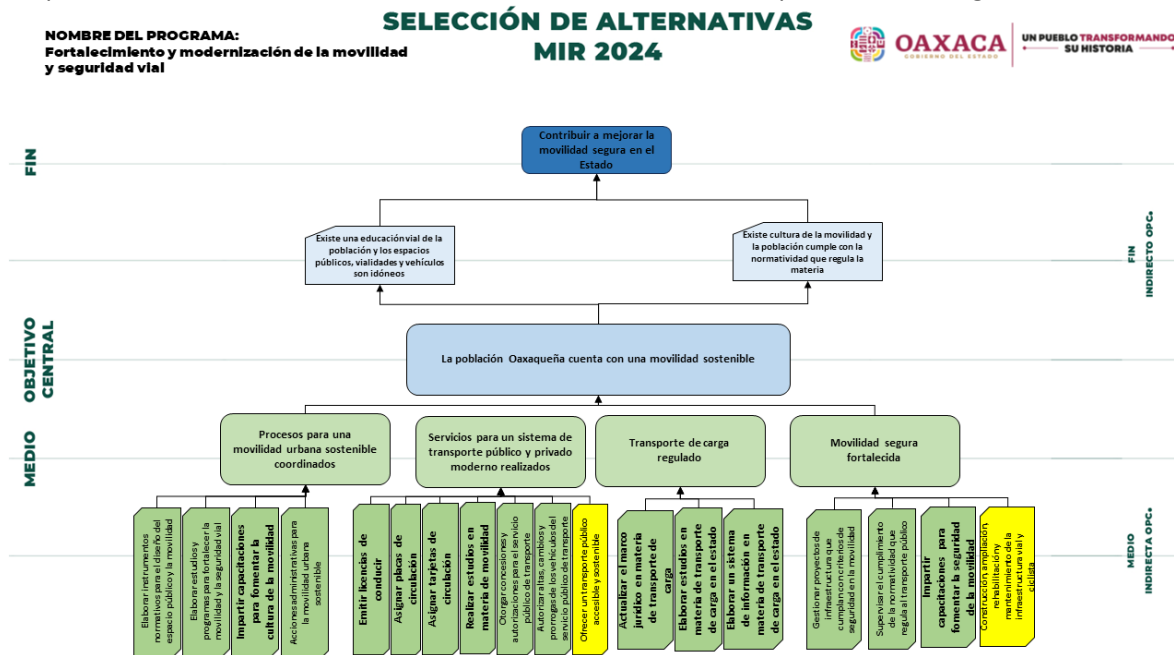 SELECCIÓN DE ALTERNATIVAS
MIR 2024
NOMBRE DEL PROGRAMA:
Fortalecimiento y modernización de la movilidad
y seguridad vial
OAXACA
GOBIERNO DEL ESTADO
UN PUEBLO TRANSFORMANDO
SU HISTORIA
FIN
Contribuir a mejorar la
movilidad segura en el
Estado
FIN
INDIRECTO OPC.
Existe una educación vial de la
población y los espacios
públicos, vialidades y vehículos
son idóneos
Existe cultura de la movilidad y
la población cumple con la
normatividad que regula la
materia
OBJETIVO
CENTRAL
La población Oaxaqueña cuenta con una movilidad sostenible
MEDIO
Procesos para una
movilidad urbana sostenible
coordinados
Servicios para un sistema de
transporte público y privado
moderno realizados
Transporte de carga
regulado
Movilidad segura
fortalecida
MEDIO
INDIRECTA OPC.
Elaborar instrumentos
normativos para el diseño del
espacio público y la movilidad
Elaborar estudios y
programas para fortalecer la
movilidad y la seguridad vial
Impartir capacitaciones
para fomentar la
cultura de la movilidad
Acciones administrativas para
la movilidad urbana
sostenible
Emitir licencias de
conducir
Asignar placas de
circulación
Asignar tarjetas de
circulación
Realizar estudios en
materia de movilidad
Otorgar concesiones y
autorizaciones para el servicio
público de transporte
Autorizar altas, cambios y
prorrogas de los vehículos del
servicio público de transporte
Ofrecer un transporte público
accesible y sostenible
Actualizar el marco
jurídico en materia
de transporte de
carga
Elaborar estudios en
materia de transporte
de carga en el estado
Elaborar un sistema
de información en
materia de transporte
de carga en el estado
Gestionar proyectos de
infraestructura que
cumplan con criterios de
seguridad en la movilidad
Supervisar el cumplimiento
de la normatividad que
regula al transporte público
Impartir
capacitaciones para
fomentar la seguridad
de la movilidad
Construcción, ampliación,
rehabilitación y
mantenimiento de la
infraestructura vial y
ciclista